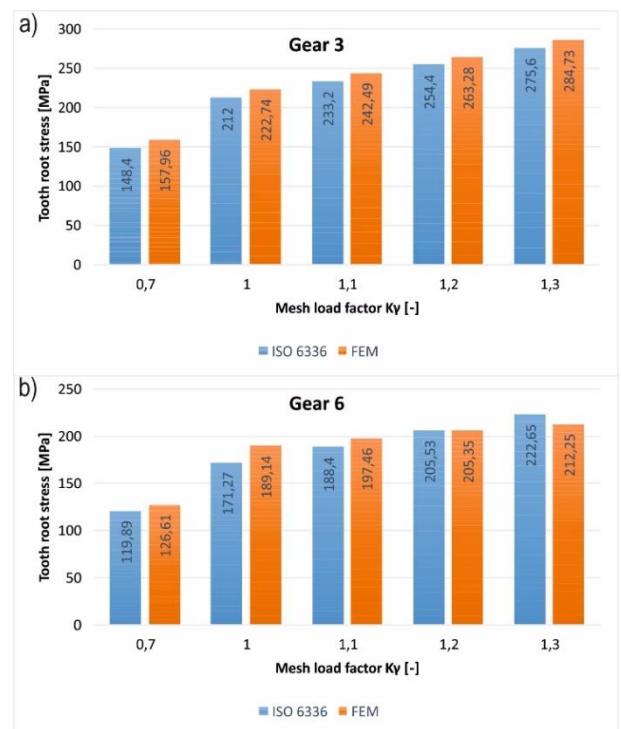 a)
Gear 3
Tooth root stress [MPa]
300
250
200
150
100
50
0
148,4
157,96
212
222,74
233,2
242,49
254,4
263,28
275,6
284,73
0,7 1 1,1 1,2 1,3
Mesh load factor Kγ [-]
ISO 6336 FEM
b)
Gear 6
Tooth root stress [MPa]
250
200
150
100
50
0
119,89
126,61
171,27
189,14
188,4
197,46
205,53
205,35
222,65
212,25
0,7 1 1,1 1,2 1,3
Mesh load factor Kγ [-]
ISO 6336 FEM